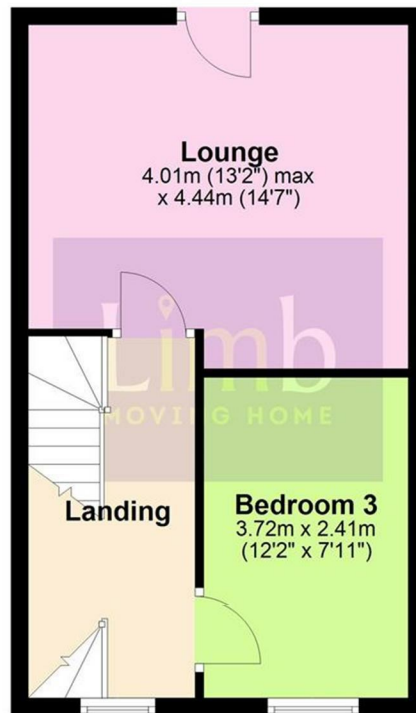 Lounge
4.01m (13'2") max
x 4.44m (14'7")
Limb
MOVING HOME
Landing
Bedroom 3
3.72m x 2.41m
(12'2" x 7'11")